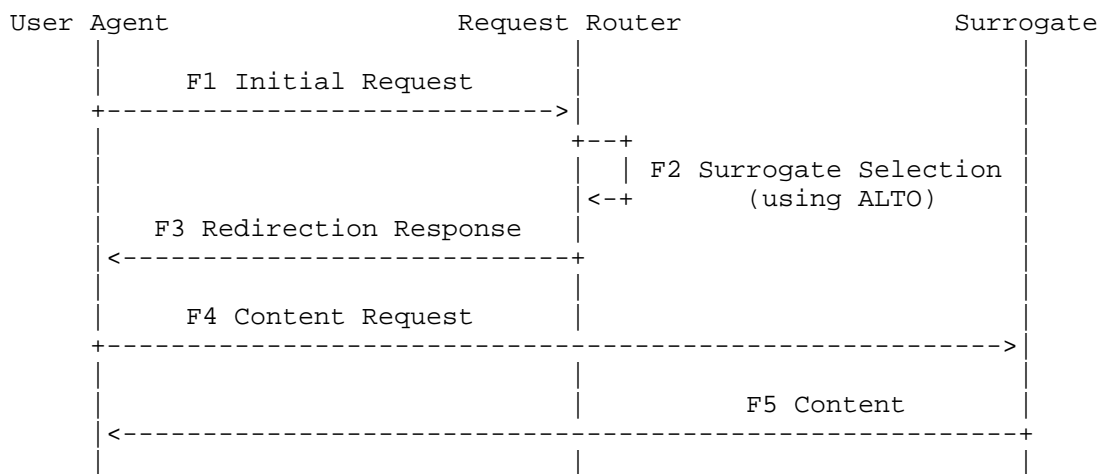 User Agent Request Router Surrogate
F1 Initial Request
F2 Surrogate Selection
(using ALTO)
F3 Redirection Response
F4 Content Request
F5 Content